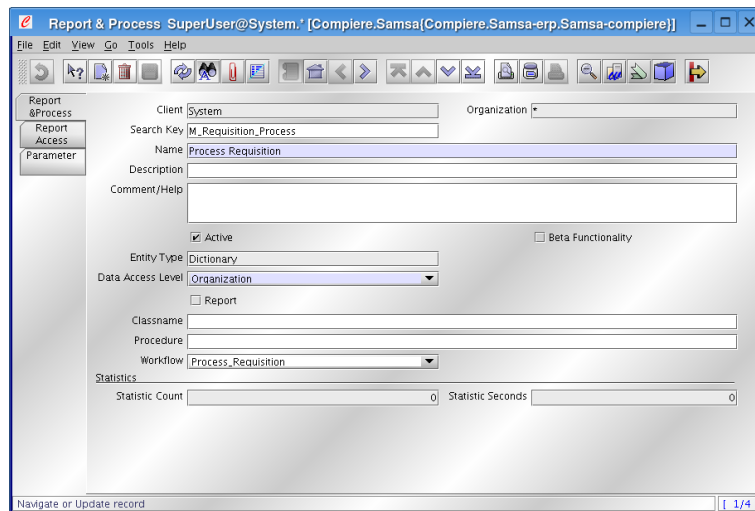 Report & Process SuperUser@System.* [Compiere.Samsa{Compiere.Samsa-erp.Samsa-compiere}]
File Edit View Go Tools Help
Report
&Process
Report
Access
Parameter
Client System Organization *
Search Key M_Requisition_Process
Name Process Requisition
Description
Comment/Help
Active Beta Functionality
Entity Type Dictionary
Data Access Level Organization
Report
Classname
Procedure
Workflow Process_Requisition
Statistics
Statistic Count 0 Statistic Seconds 0
Navigate or Update record [ 1/4